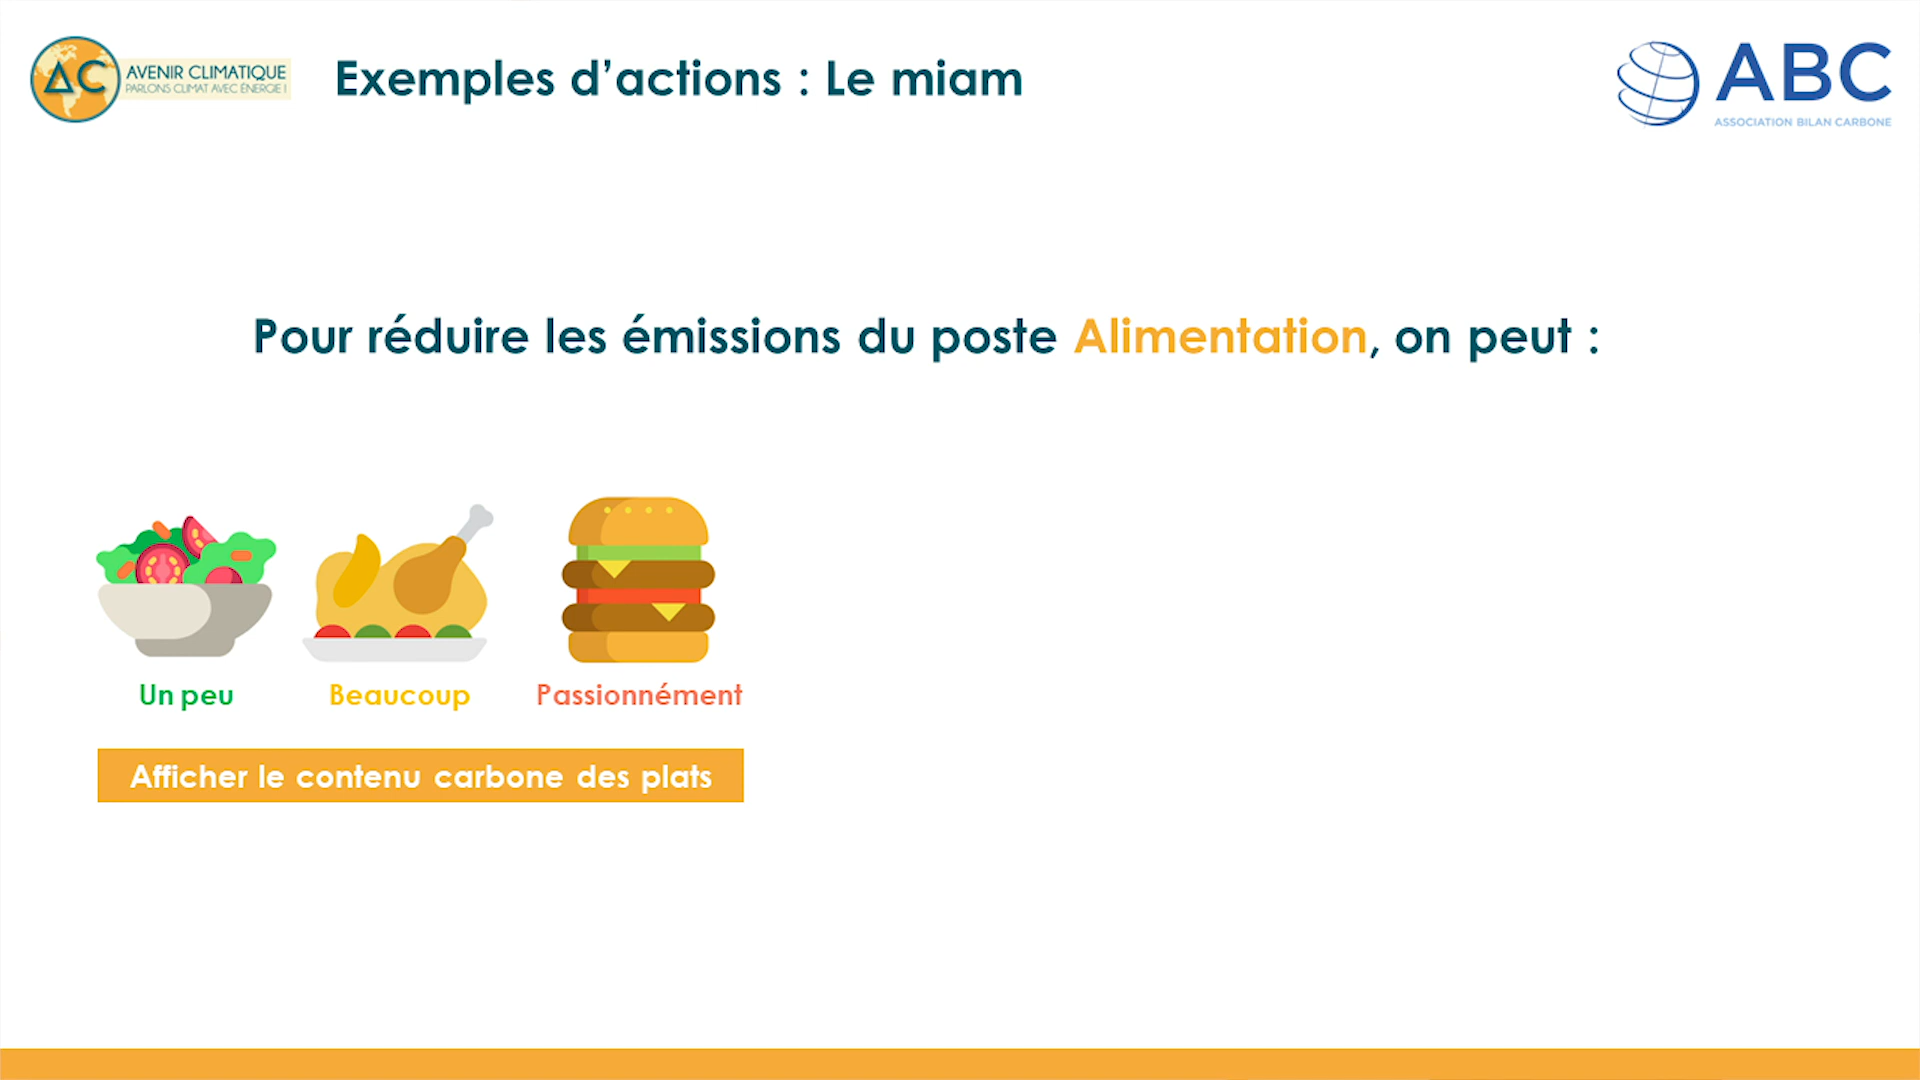 AC
AVENIR CLIMATIQUE
PARLONS CLIMAT AVEC ÉNERGIE !
Exemples d’actions : Le miam
ABC
ASSOCIATION BILAN CARBONE
Pour réduire les émissions du poste Alimentation, on peut :
Un peu
Beaucoup
Passionnément
Afficher le contenu carbone des plats